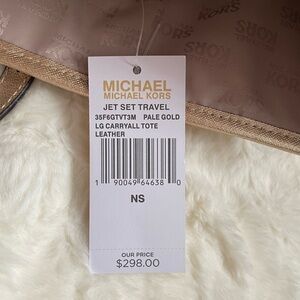 MICHAEL
MICHAEL KORS
JET SET TRAVEL
35F6GTVT3M PALE GOLD
LG CARRYALL TOTE
LEATHER
1 90049 64638 0
NS
OUR PRICE
$298.00
KORS